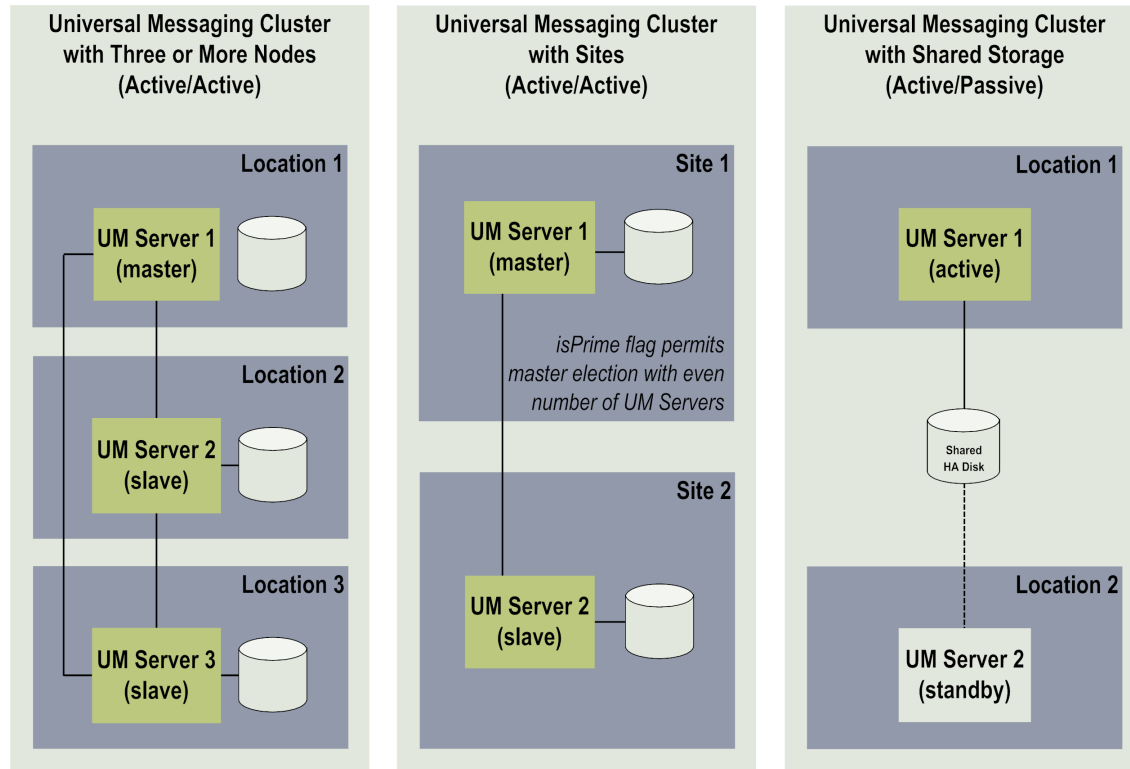 Universal Messaging Cluster
with Three or More Nodes
(Active/Active)
Location 1
UM Server 1
(master)
Location 2
UM Server 2
(slave)
Location 3
UM Server 3
(slave)
Universal Messaging Cluster
with Sites
(Active/Active)
Site 1
UM Server 1
(master)
isPrime flag permits
master election with even
number of UM Servers
Site 2
UM Server 2
(slave)
Universal Messaging Cluster
with Shared Storage
(Active/Passive)
Location 1
UM Server 1
(active)
Shared
HA Disk
Location 2
UM Server 2
(standby)